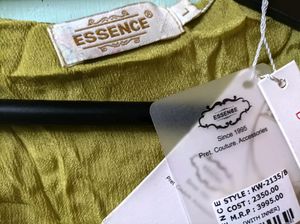 ESSENCE
L
ESSENCE
Since 1995
Pret, Couture, Accessories
STYLE : KW-2135/B
COST : 2350.00
M.R.P : 3995.00
(WITH INNER)